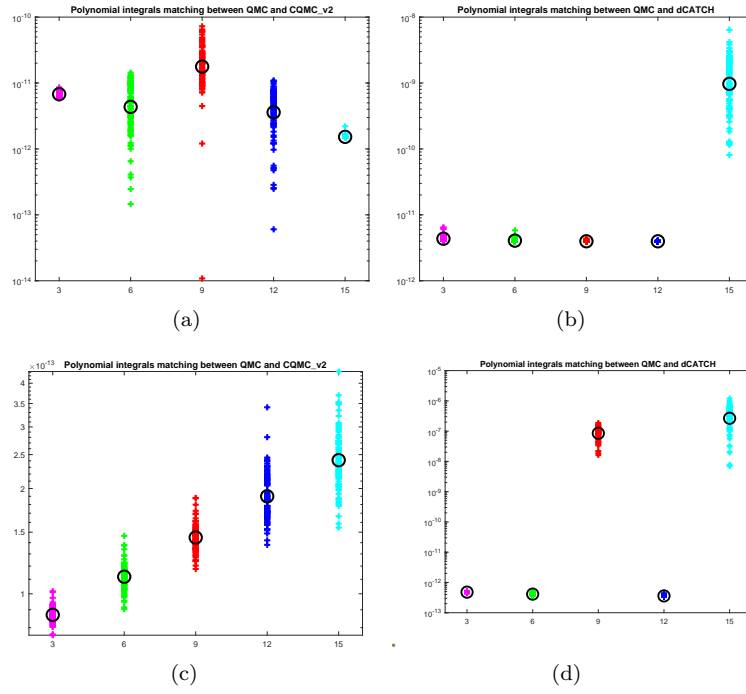 Polynomial integrals matching between QMC and CQMC_v2
10^-10
10^-11
10^-12
10^-13
10^-14
3 6 9 12 15
(a)
Polynomial integrals matching between QMC and dCATCH
10^-8
10^-9
10^-10
10^-11
10^-12
3 6 9 12 15
(b)
Polynomial integrals matching between QMC and CQMC_v2
×10^-13
4
3
2
1.5
1
3 6 9 12 15
(c)
Polynomial integrals matching between QMC and dCATCH
10^-5
10^-6
10^-7
10^-8
10^-9
10^-10
10^-11
10^-12
10^-13
3 6 9 12 15
(d)